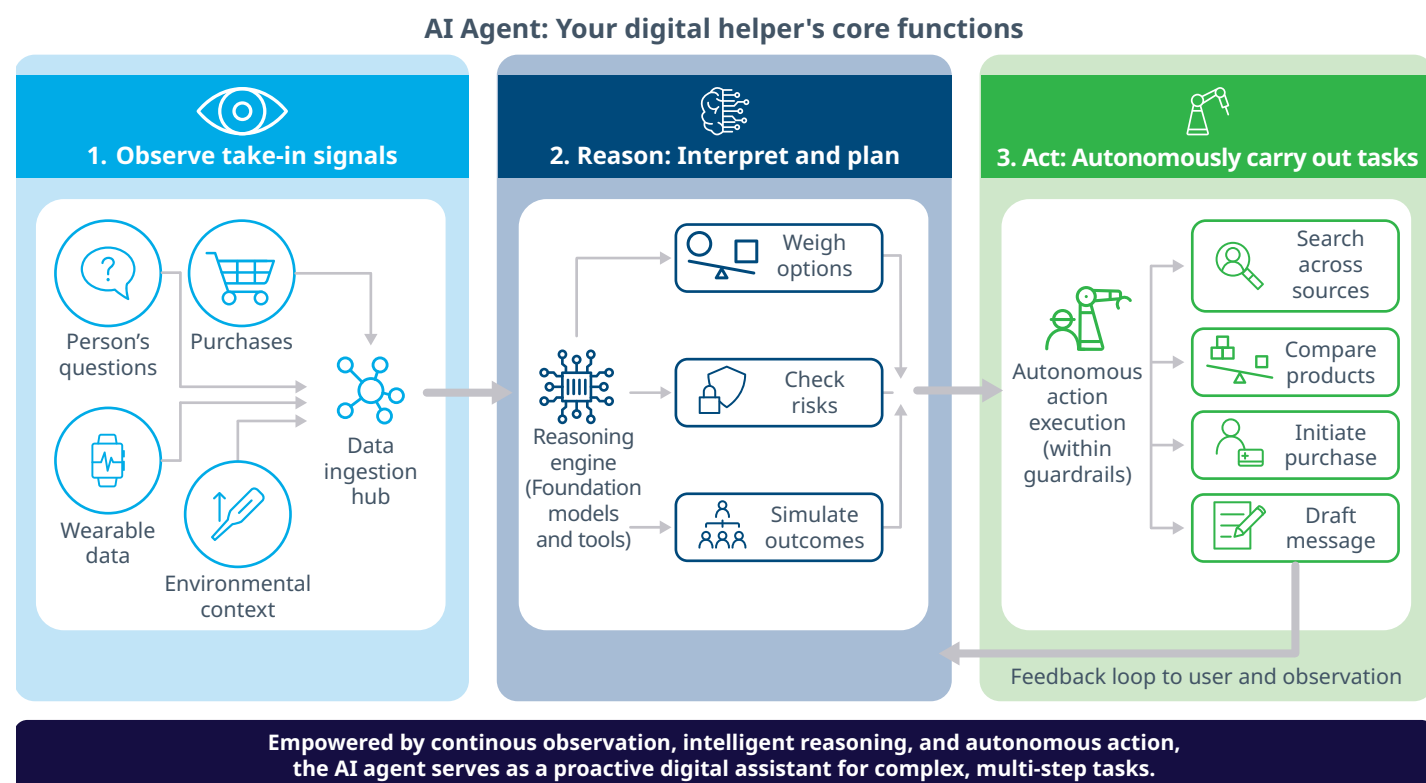 AI Agent: Your digital helper's core functions
1. Observe take-in signals
Person’s
questions
Purchases
Wearable
data
Environmental
context
Data
ingestion
hub
2. Reason: Interpret and plan
Reasoning
engine
(Foundation
models
and tools)
Weigh
options
Check
risks
Simulate
outcomes
3. Act: Autonomously carry out tasks
Autonomous
action
execution
(within
guardrails)
Search
across
sources
Compare
products
Initiate
purchase
Draft
message
Feedback loop to user and observation
Empowered by continous observation, intelligent reasoning, and autonomous action,
the AI agent serves as a proactive digital assistant for complex, multi-step tasks.